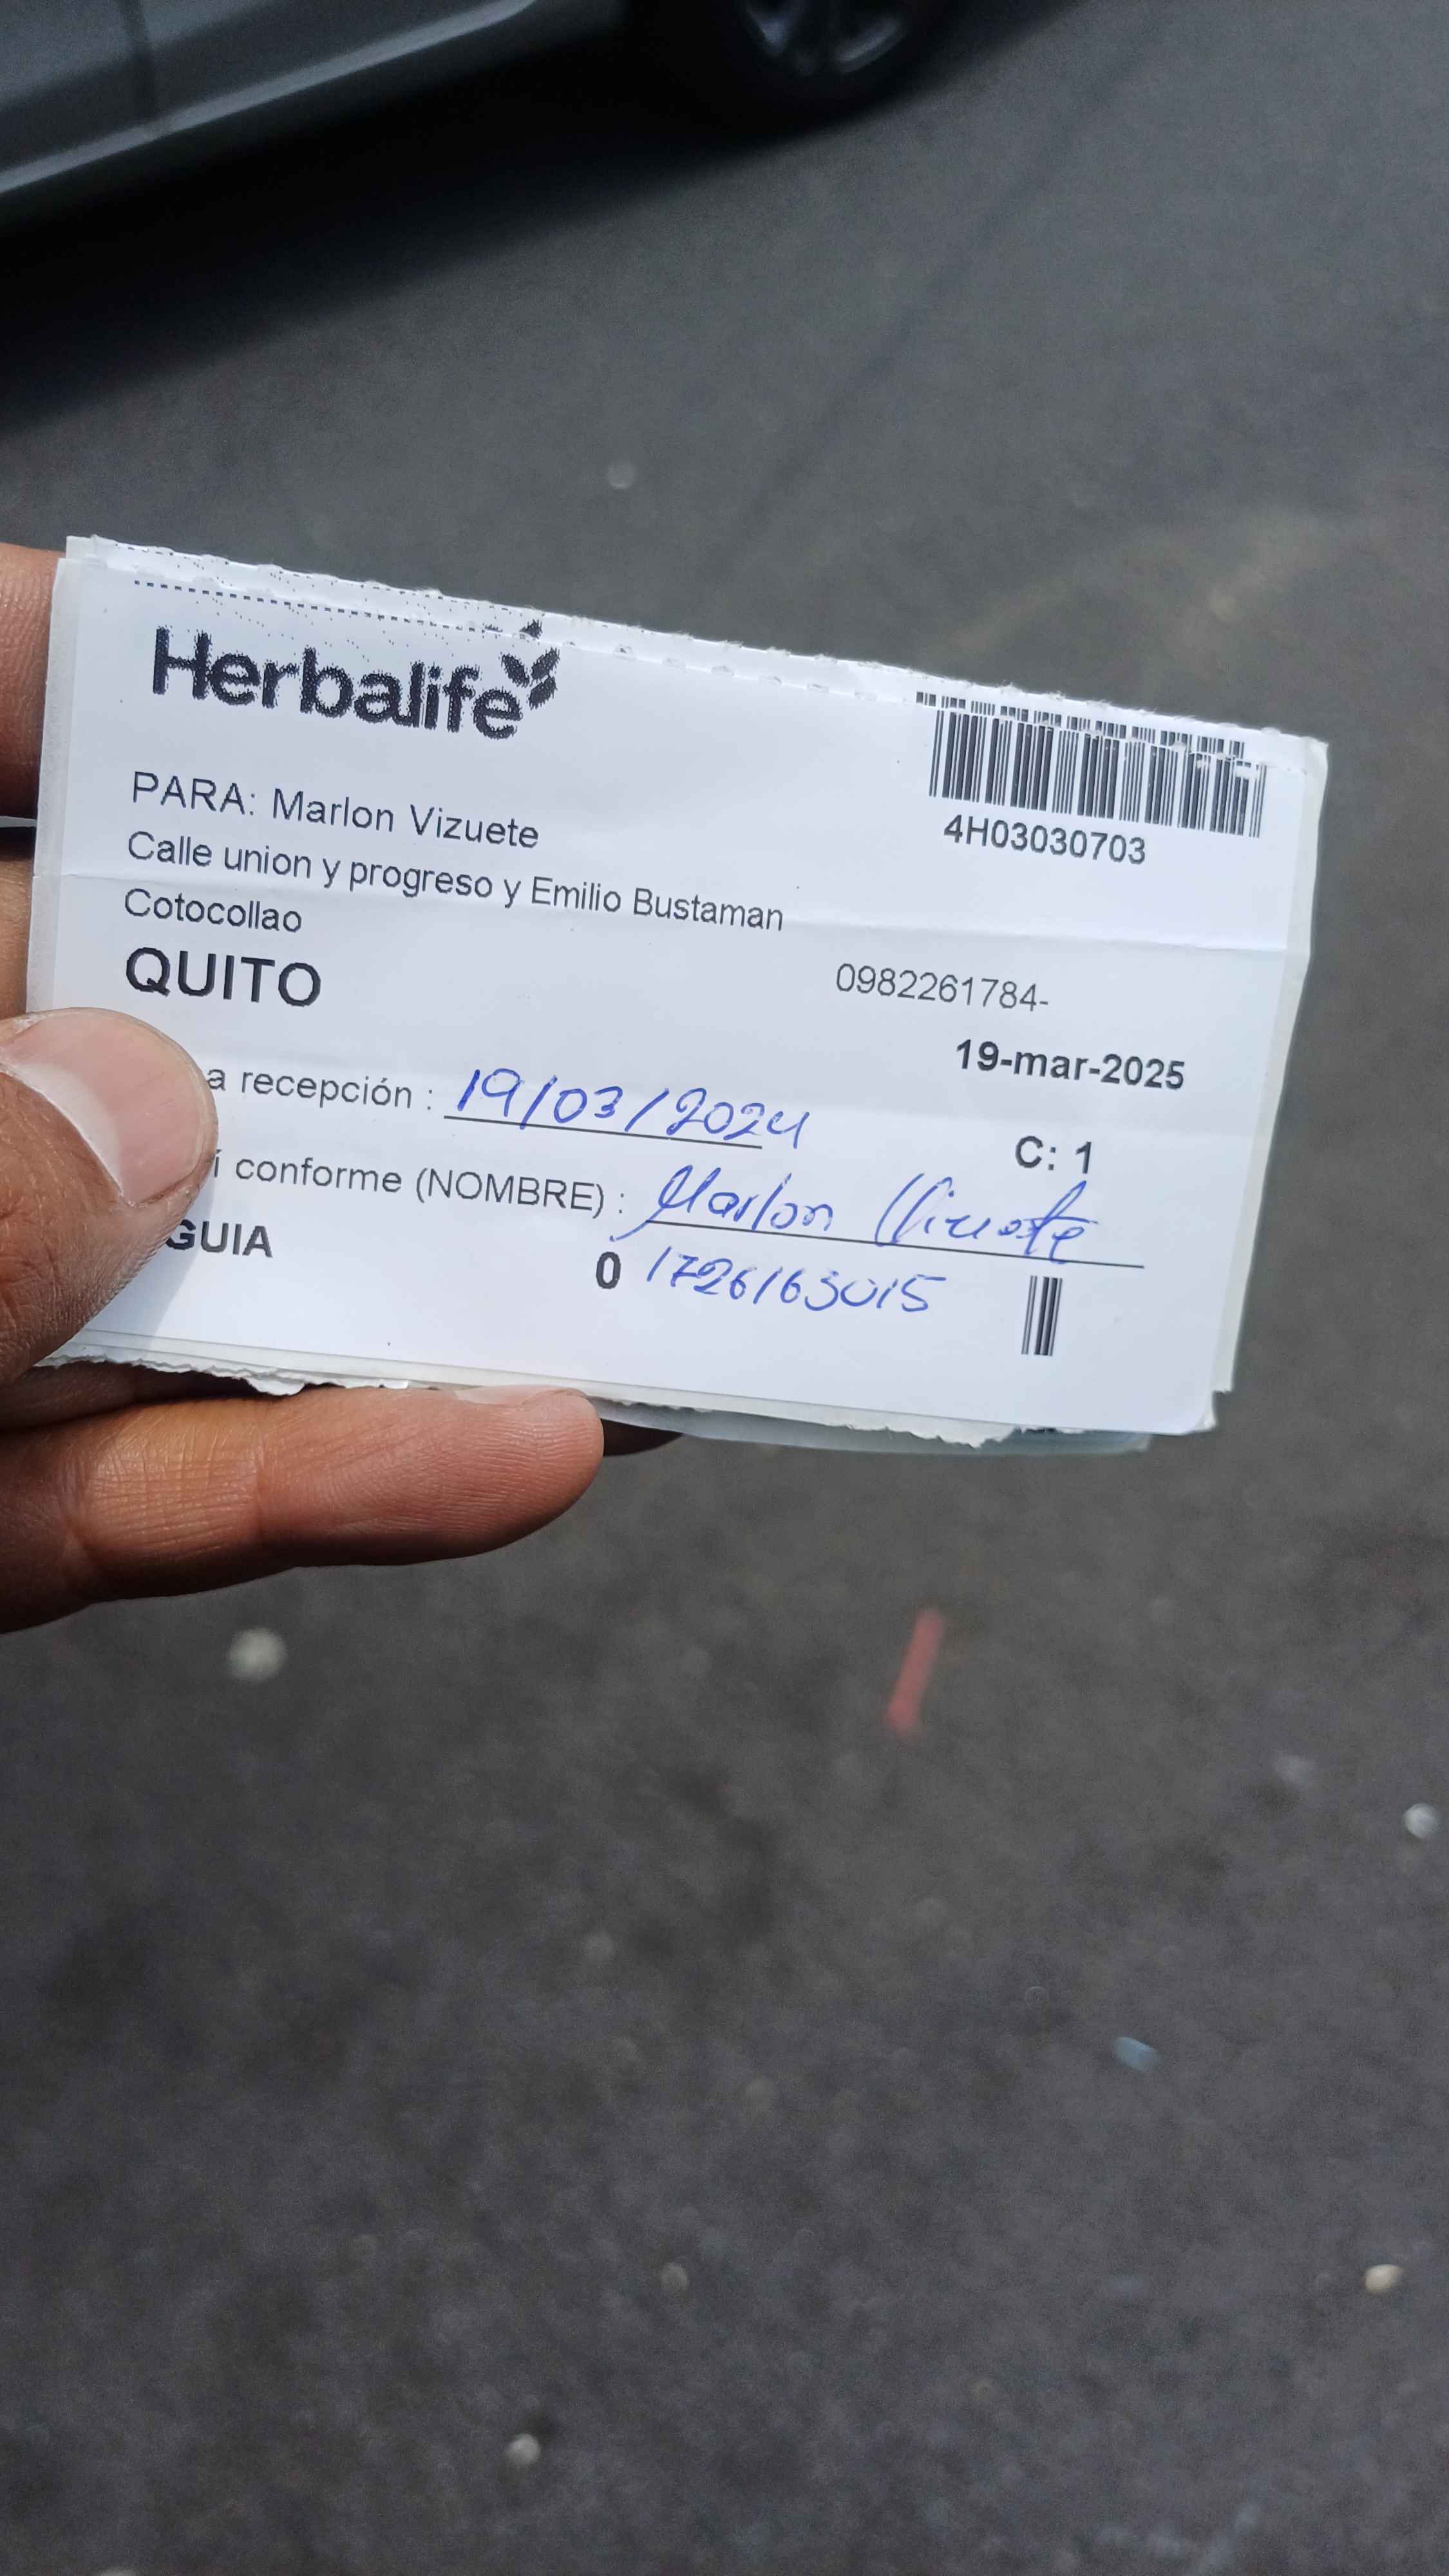 Herbalife
4H03030703
PARA: Marlon Vizuete
Calle union y progreso y Emilio Bustaman
Cotocollao
QUITO
0982261784-
19-mar-2025
a recepción : 19/03/2024
C: 1
í conforme (NOMBRE) : Marlon Vizuete
GUIA
0 1726163015